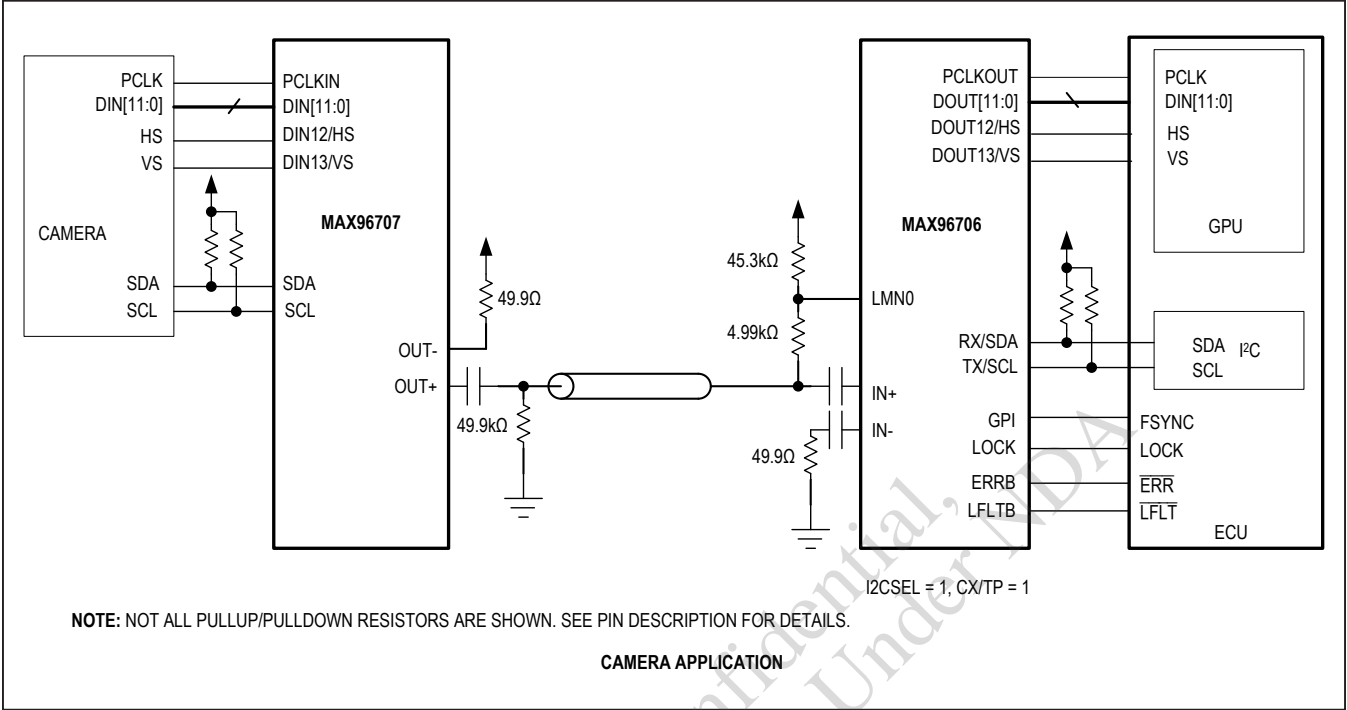 PCLK
DIN[11:0]
HS
VS
CAMERA
SDA
SCL
PCLKIN
DIN[11:0]
DIN12/HS
DIN13/VS
MAX96707
SDA
SCL
OUT-
OUT+
49.9Ω
49.9kΩ
45.3kΩ
4.99kΩ
49.9Ω
PCLKOUT
DOUT[11:0]
DOUT12/HS
DOUT13/VS
MAX96706
LMN0
RX/SDA
TX/SCL
IN+
IN-
GPI
LOCK
ERRB
LFLTB
PCLK
DIN[11:0]
HS
VS
GPU
SDA I²C
SCL
FSYNC
LOCK
ERR
LFLT
ECU
I2CSEL = 1, CX/TP = 1
NOTE: NOT ALL PULLUP/PULLDOWN RESISTORS ARE SHOWN. SEE PIN DESCRIPTION FOR DETAILS.
CAMERA APPLICATION
nfidential,
Under NDA